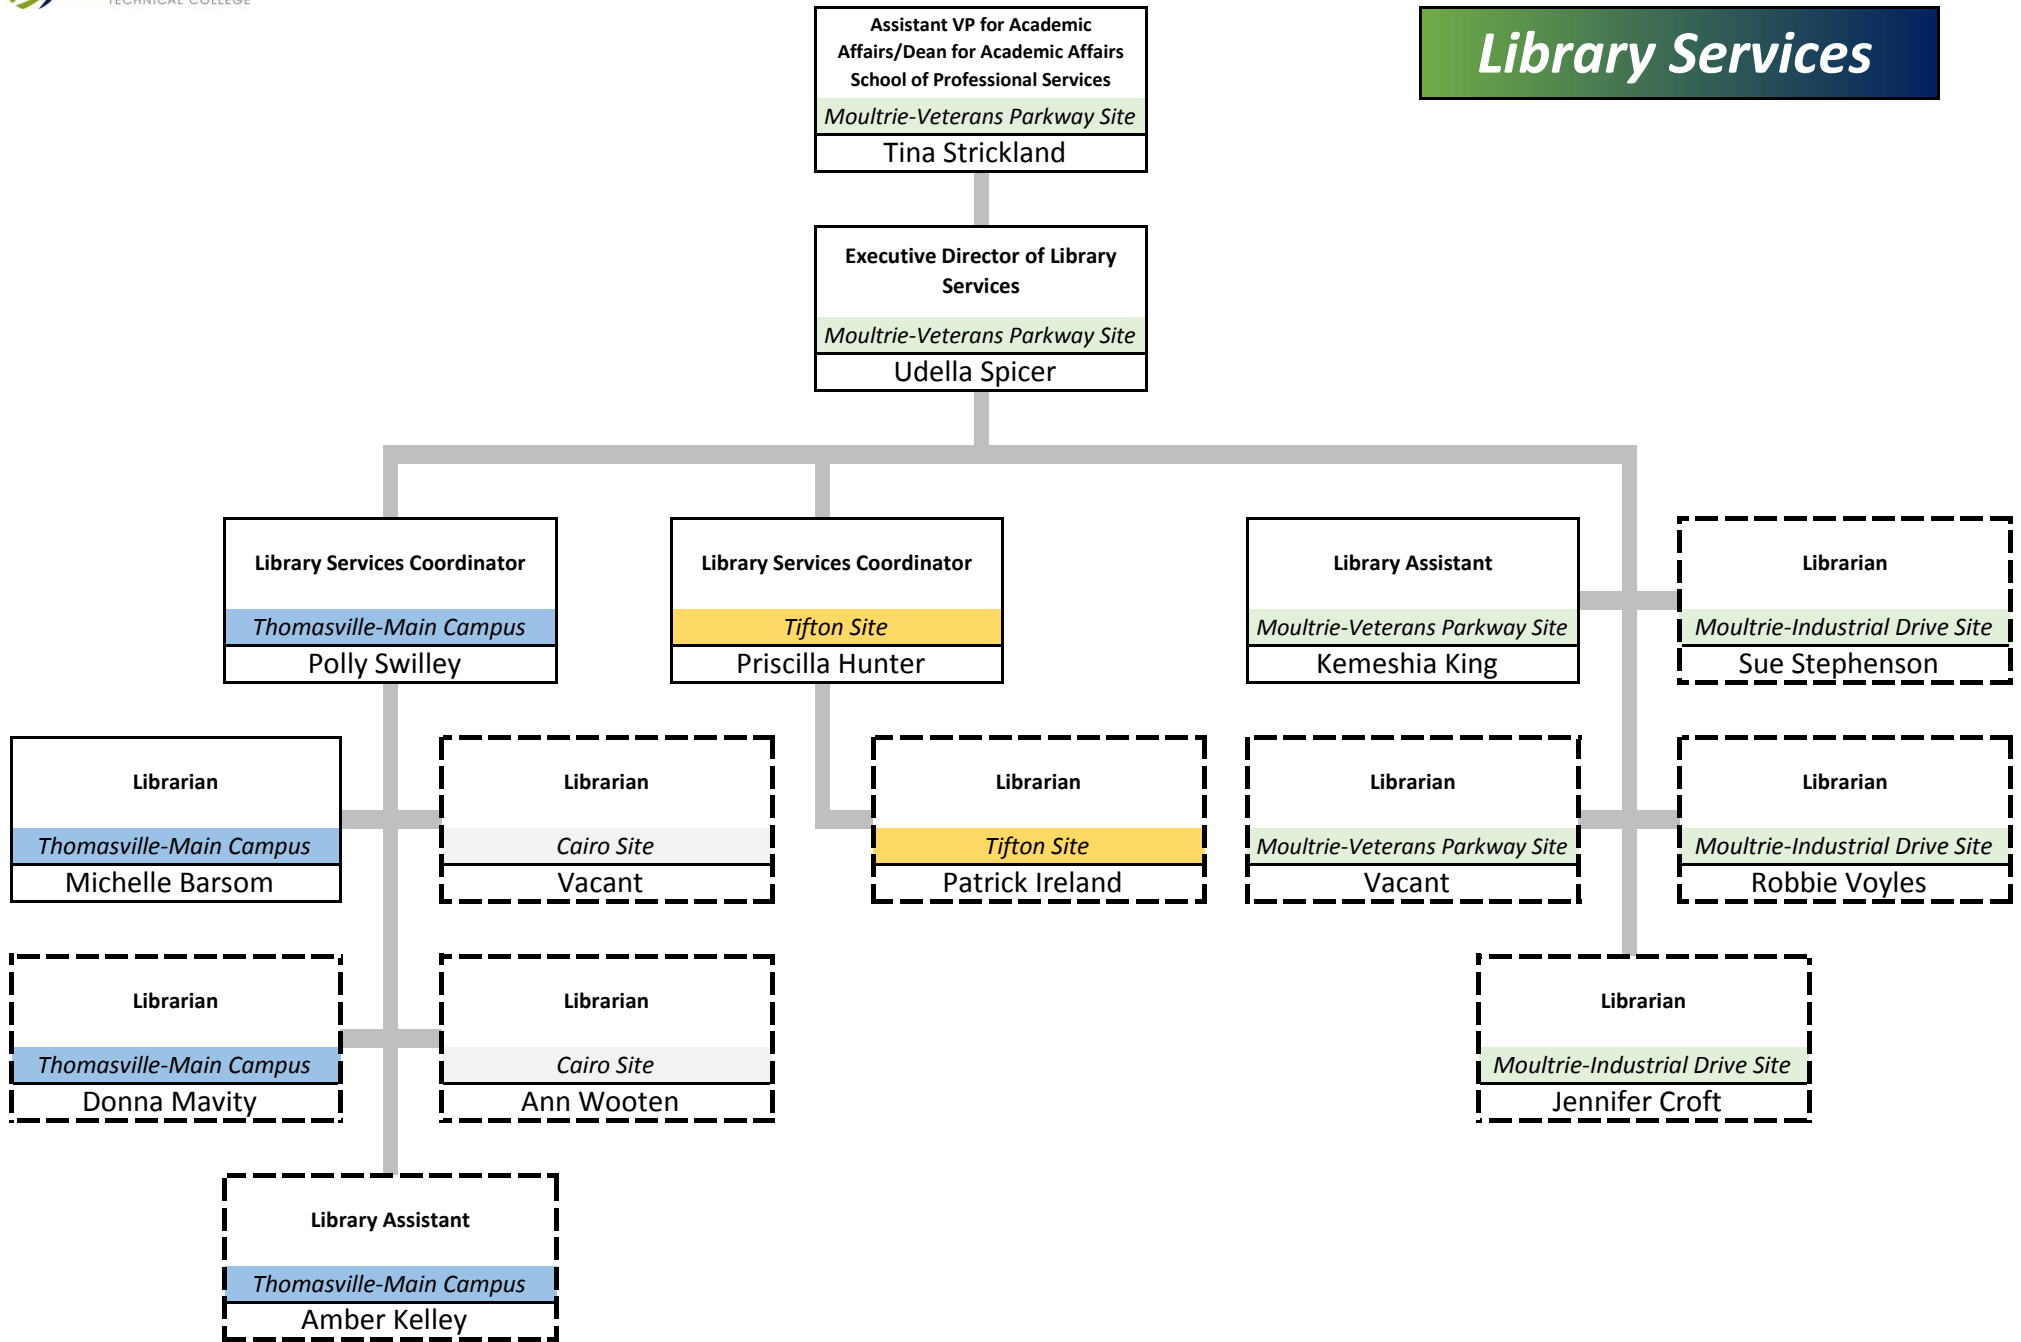 TECHNICAL COLLEGE
Library Services
Assistant VP for Academic
Affairs/Dean for Academic Affairs
School of Professional Services
Moultrie-Veterans Parkway Site
Tina Strickland
Executive Director of Library
Services
Moultrie-Veterans Parkway Site
Udella Spicer
Library Services Coordinator
Thomasville-Main Campus
Polly Swilley
Library Services Coordinator
Tifton Site
Priscilla Hunter
Library Assistant
Moultrie-Veterans Parkway Site
Kemeshia King
Librarian
Moultrie-Industrial Drive Site
Sue Stephenson
Librarian
Thomasville-Main Campus
Michelle Barsom
Librarian
Cairo Site
Vacant
Librarian
Tifton Site
Patrick Ireland
Librarian
Moultrie-Veterans Parkway Site
Vacant
Librarian
Moultrie-Industrial Drive Site
Robbie Voyles
Librarian
Thomasville-Main Campus
Donna Mavity
Librarian
Cairo Site
Ann Wooten
Librarian
Moultrie-Industrial Drive Site
Jennifer Croft
Library Assistant
Thomasville-Main Campus
Amber Kelley